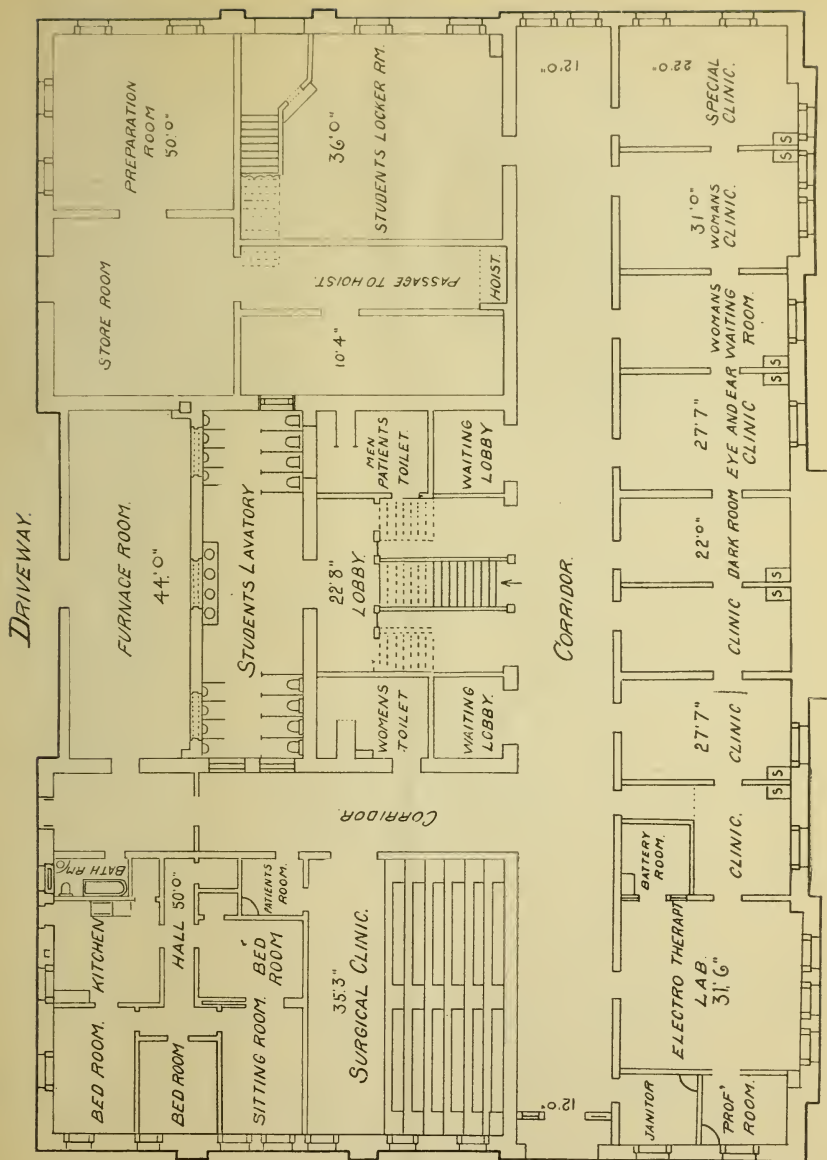 DRIVEWAY.
BED ROOM.
KITCHEN
BATH RM/O
FURNACE ROOM.
44'.0"
STORE ROOM
PREPARATION
ROOM
50'.0"
BED ROOM
HALL 50'.0"
SITTING ROOM.
BED
ROOM
PATIENTS
ROOM.
CORRIDOR
STUDENTS LAVATORY
WOMENS
TOILET
22'.8"
LOBBY
MEN
PATIENTS
TOILET.
10'.4"
PASSAGE TO HOIST.
HOIST.
36'.0"
STUDENTS LOCKER RM.
35'.3"
SURGICAL CLINIC.
WAITING
LOBBY.
WAITING
LOBBY
12'.0"
CORRIDOR.
12'.0"
JANITOR
PROF'
ROOM.
ELECTRO THERAPT
LAB.
31'.6"
BATTERY
ROOM.
CLINIC.
27'.7"
CLINIC
CLINIC
22'.0"
DARK ROOM
27'.7"
EYE AND EAR
CLINIC
WOMANS
WAITING
ROOM.
31'.0"
WOMANS
CLINIC
22'.0"
SPECIAL
CLINIC.
S
S
S
S
S
S
S
S